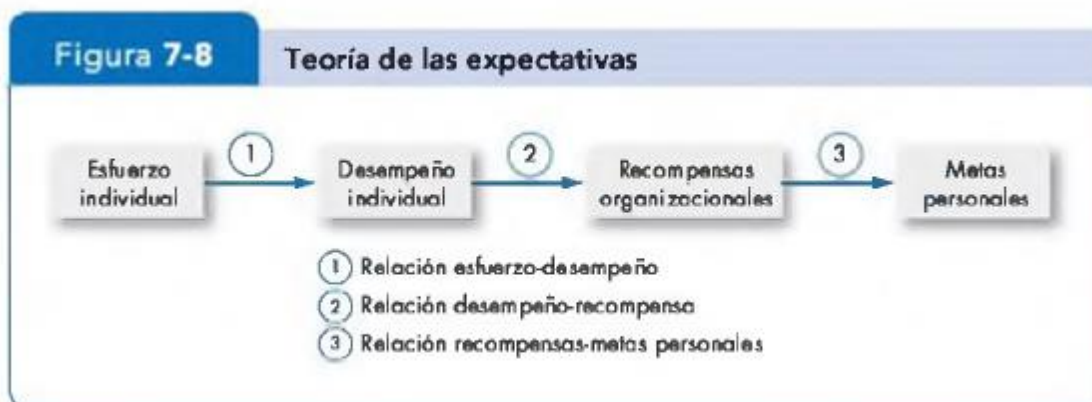 Figura 7-8
Teoría de las expectativas
Esfuerzo
individual
1
Desempeño
individual
2
Recompensas
organizacionales
3
Metas
personales
1 Relación esfuerzo-desempeño
2 Relación desempeño-recompensa
3 Relación recompensas-metas personales